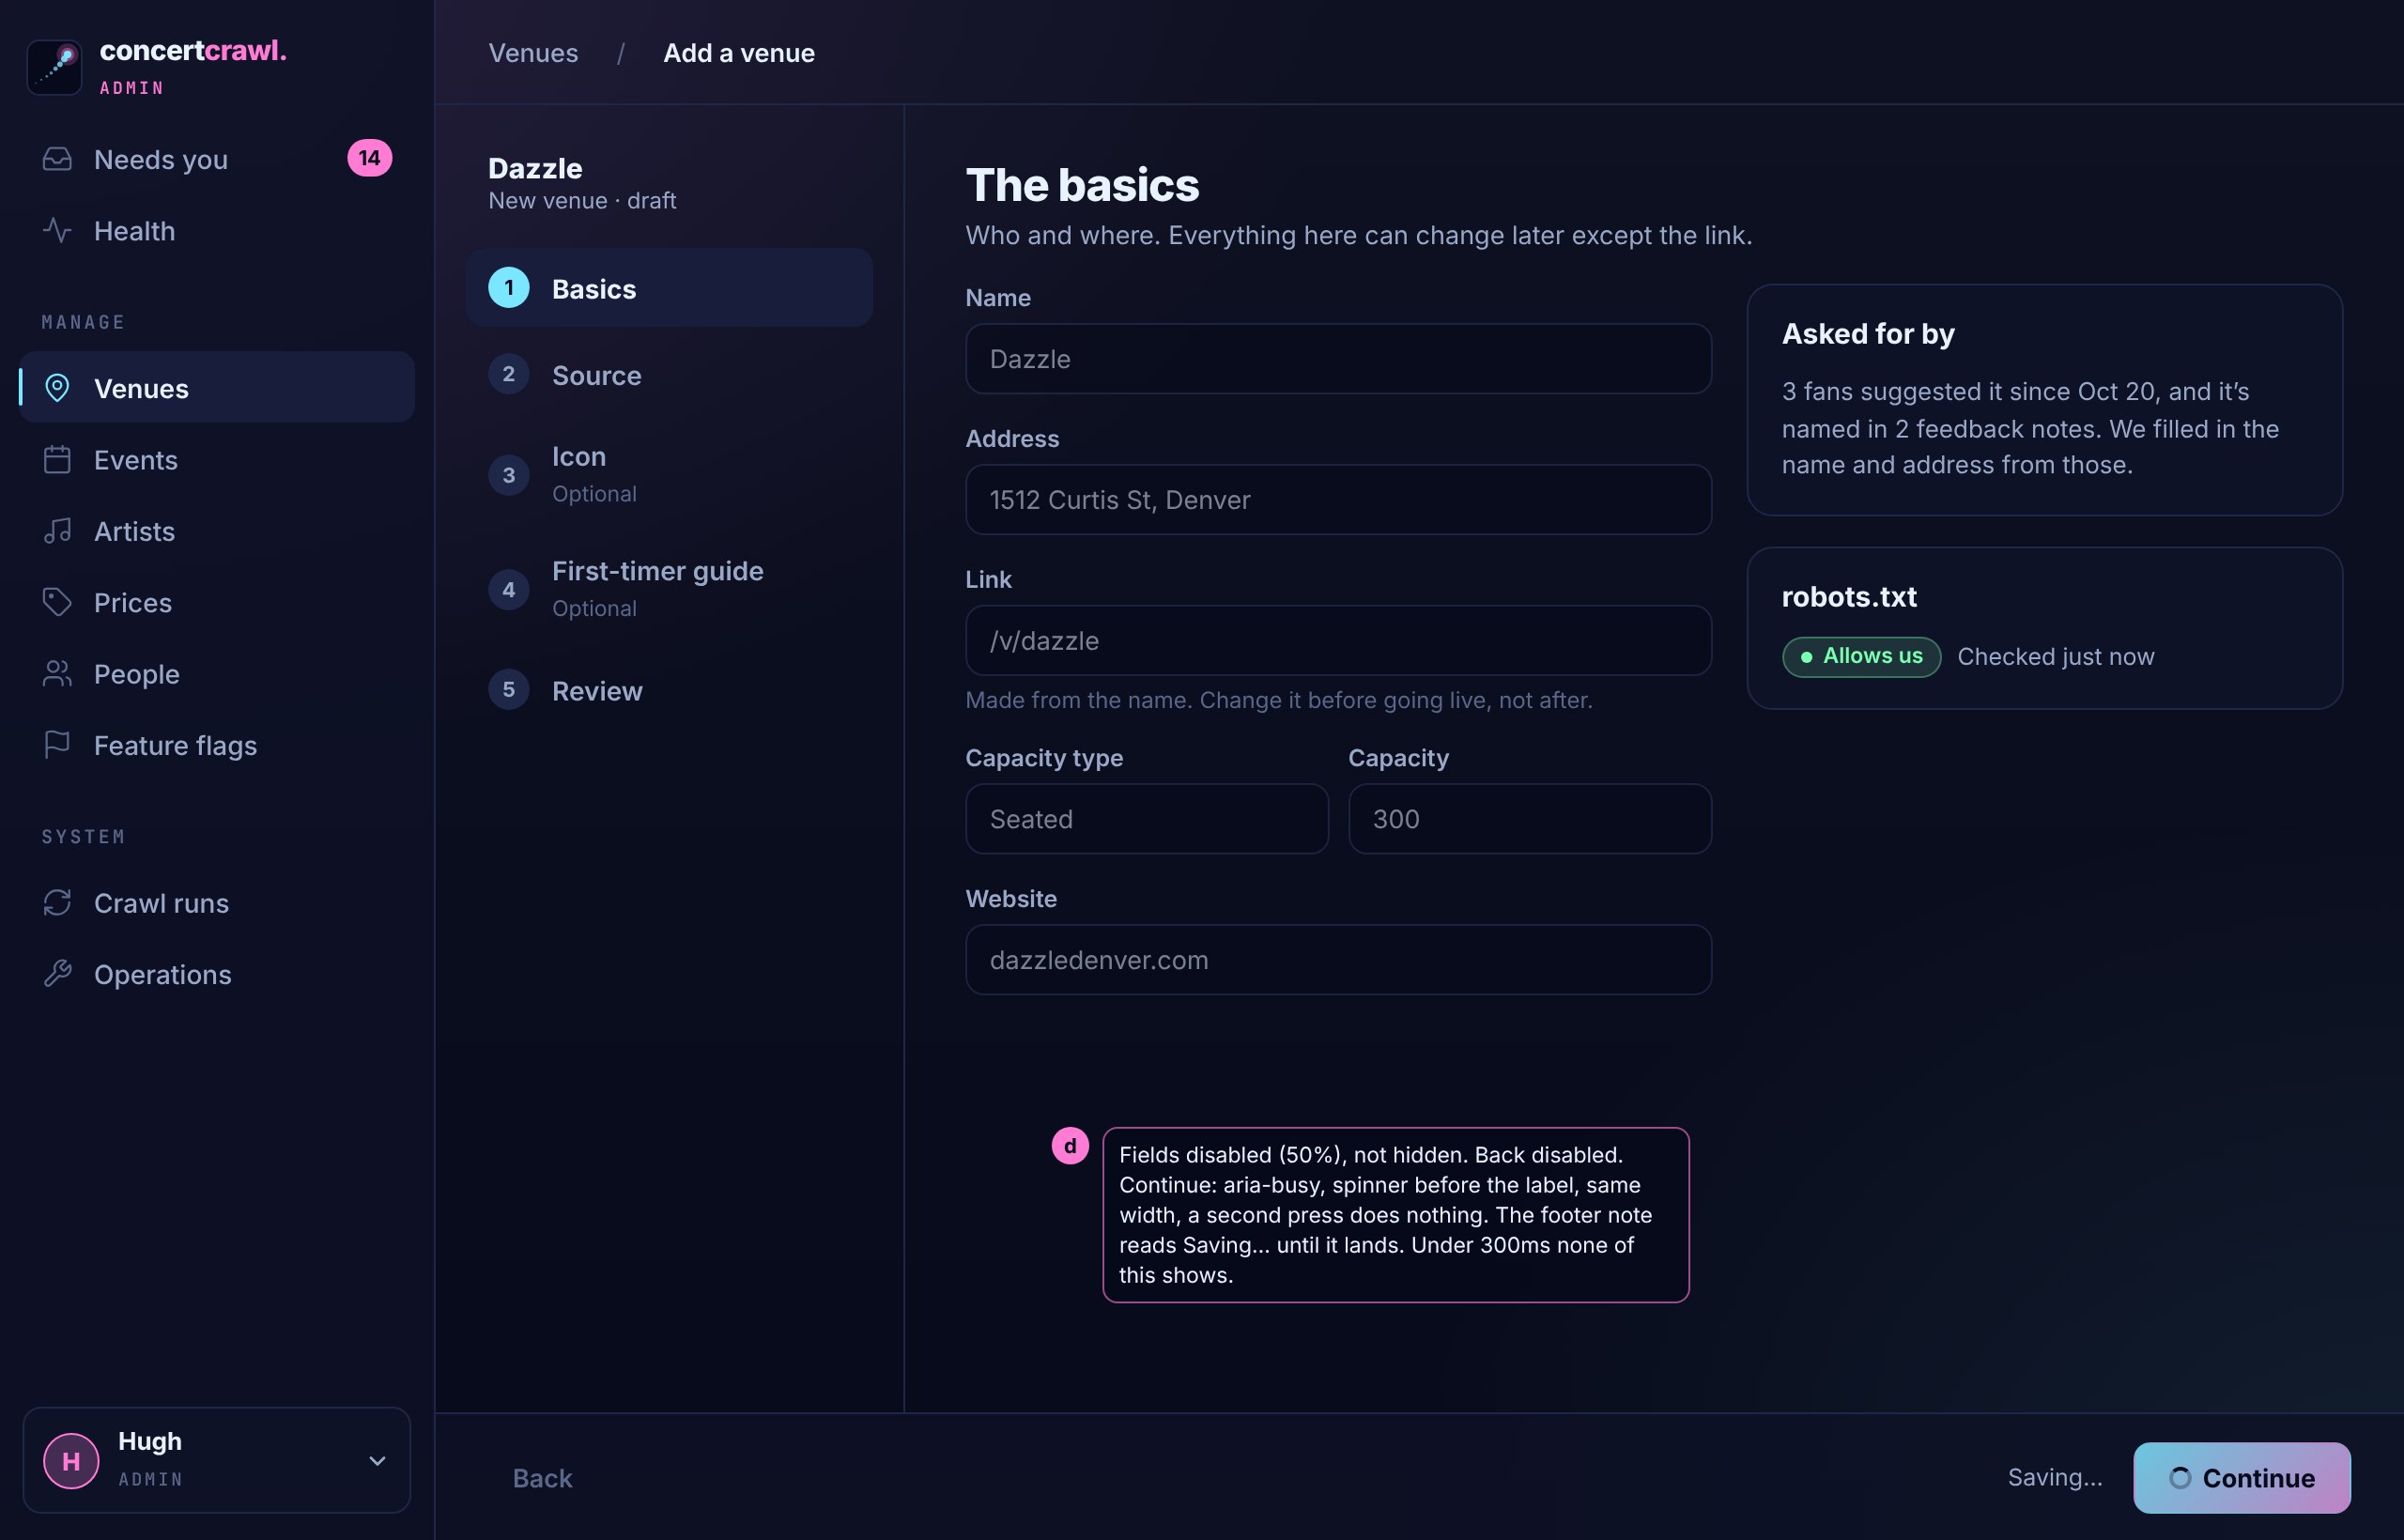 concertcrawl.
ADMIN
Needs you
14
Health
MANAGE
Venues
Events
Artists
Prices
People
Feature flags
SYSTEM
Crawl runs
Operations
H
Hugh
ADMIN
Venues / Add a venue
Dazzle
New venue · draft
1 Basics
2 Source
3 Icon
Optional
4 First-timer guide
Optional
5 Review
The basics
Who and where. Everything here can change later except the link.
Name
Dazzle
Address
1512 Curtis St, Denver
Link
/v/dazzle
Made from the name. Change it before going live, not after.
Capacity type
Seated
Capacity
300
Website
dazzledenver.com
Asked for by
3 fans suggested it since Oct 20, and it’s
named in 2 feedback notes. We filled in the
name and address from those.
robots.txt
Allows us
Checked just now
d
Fields disabled (50%), not hidden. Back disabled.
Continue: aria-busy, spinner before the label, same
width, a second press does nothing. The footer note
reads Saving… until it lands. Under 300ms none of
this shows.
Back
Saving…
Continue